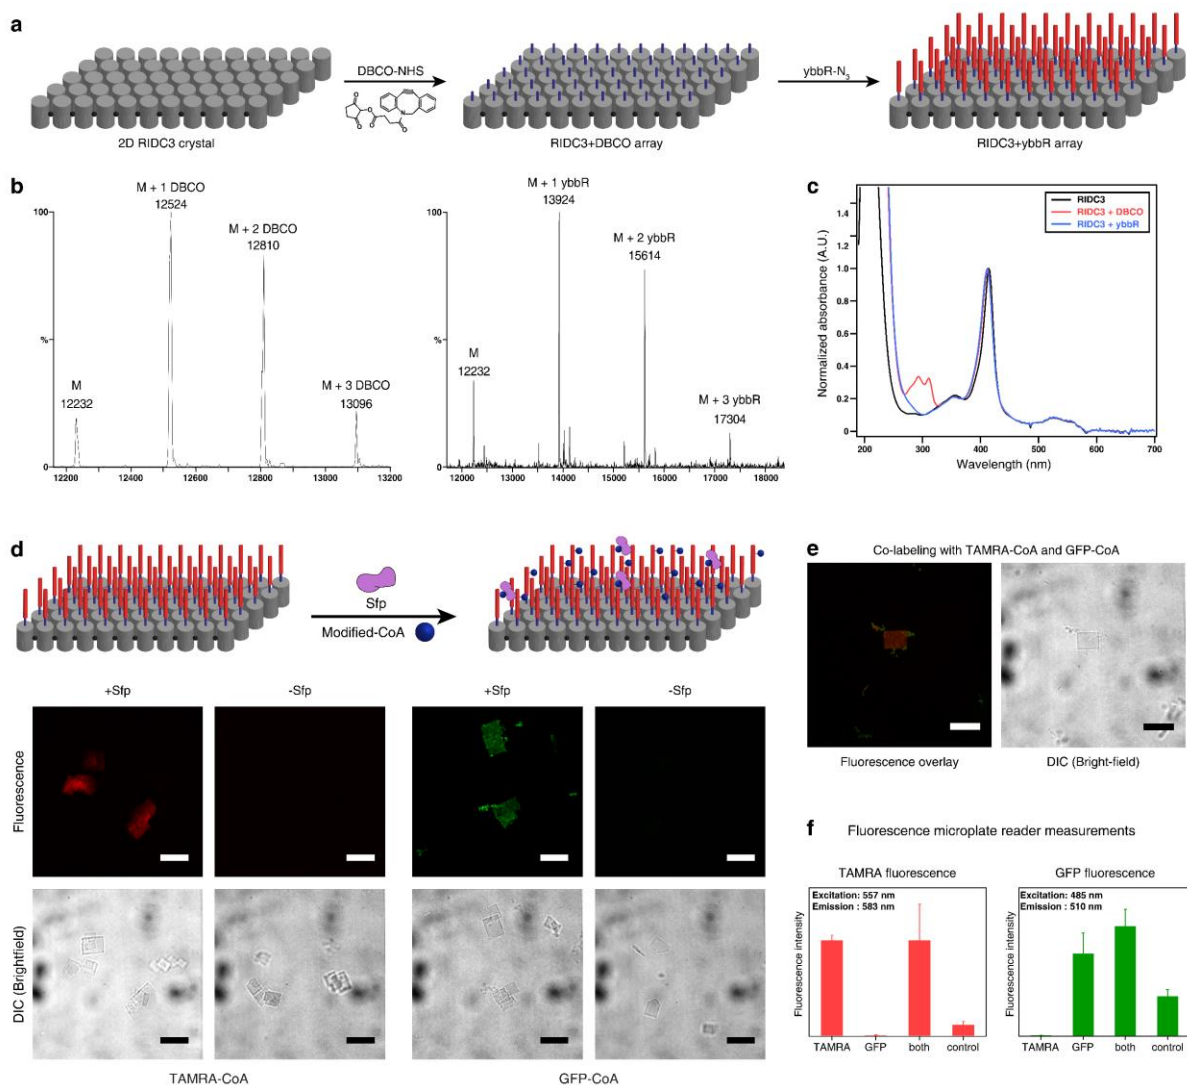 a
DBCO-NHS
ybbR-N3
2D RIDC3 crystal
RIDC3+DBCO array
RIDC3+ybbR array
b
M + 1 DBCO
12524
M + 2 DBCO
12810
M
12232
M + 3 DBCO
13096
100
%
0
12200
12400
12600
12800
13000
13200
M + 1 ybbR
13924
M + 2 ybbR
15614
M
12232
M + 3 ybbR
17304
100
%
0
12000
13000
14000
15000
16000
17000
18000
c
RIDC3
RIDC3 + DBCO
RIDC3 + ybbR
Normalized absorbance (A.U.)
1.4
1.2
1.0
0.8
0.6
0.4
0.2
0
200
300
400
500
600
700
Wavelength (nm)
d
Sfp
Modified-CoA
+Sfp
-Sfp
+Sfp
-Sfp
Fluorescence
DIC (Brightfield)
TAMRA-CoA
GFP-CoA
e
Co-labeling with TAMRA-CoA and GFP-CoA
Fluorescence overlay
DIC (Bright-field)
f
Fluorescence microplate reader measurements
TAMRA fluorescence
Excitation: 557 nm
Emission : 583 nm
Fluorescence intensity
TAMRA
GFP
both
control
GFP fluorescence
Excitation: 485 nm
Emission : 510 nm
Fluorescence intensity
TAMRA
GFP
both
control